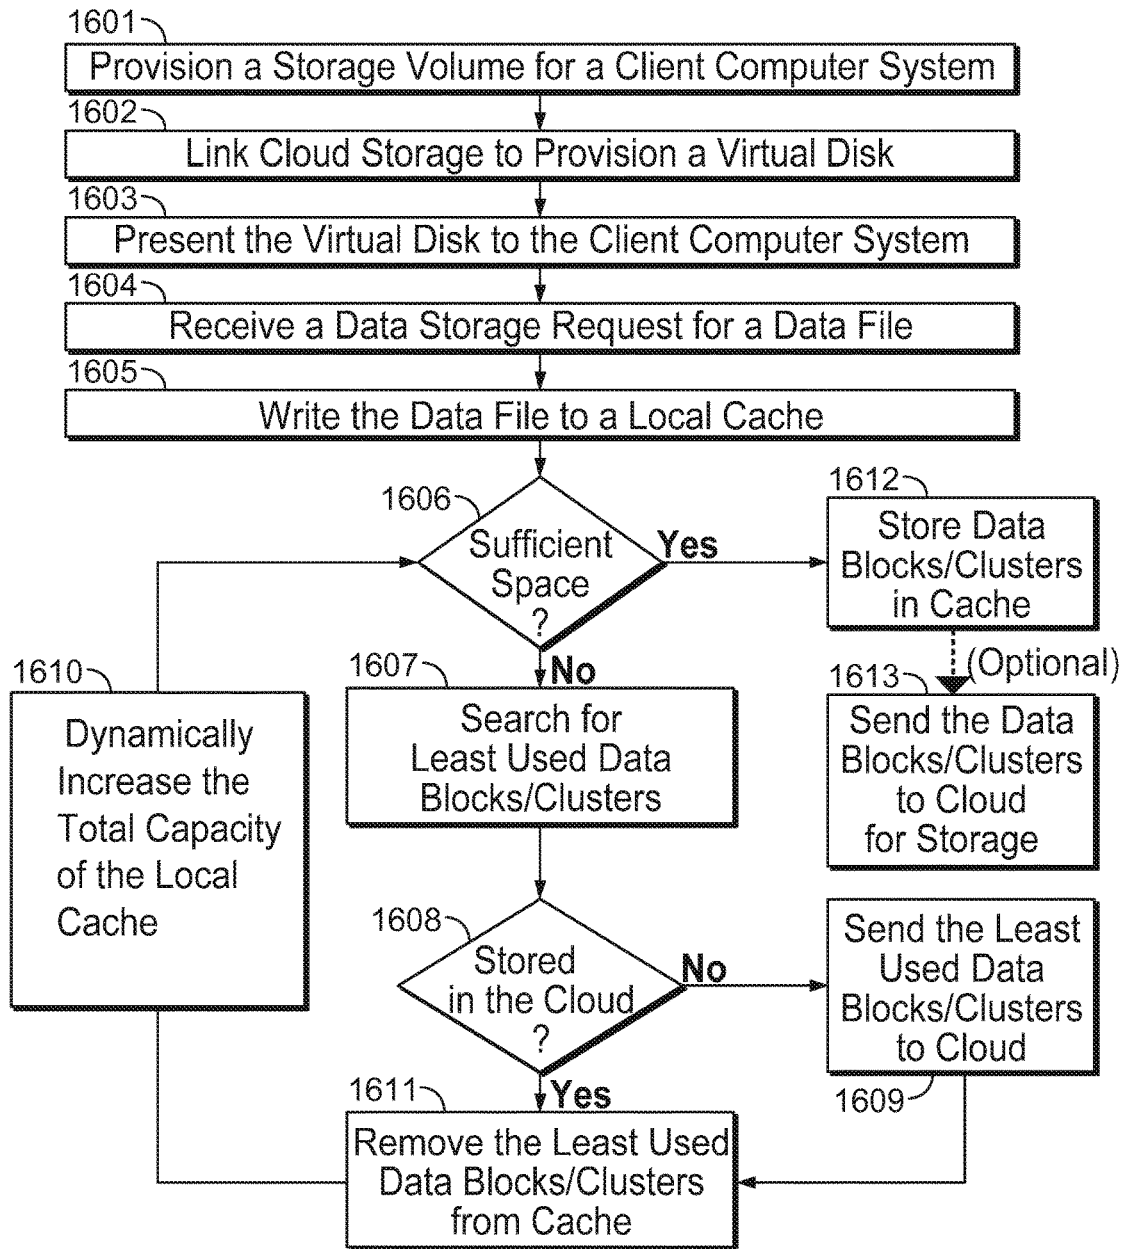 1601
Provision a Storage Volume for a Client Computer System
1602
Link Cloud Storage to Provision a Virtual Disk
1603
Present the Virtual Disk to the Client Computer System
1604
Receive a Data Storage Request for a Data File
1605
Write the Data File to a Local Cache
1606
Sufficient
Space
?
Yes
No
1612
Store Data
Blocks/Clusters
in Cache
(Optional)
1613
Send the Data
Blocks/Clusters
to Cloud
for Storage
1610
Dynamically
Increase the
Total Capacity
of the Local
Cache
1607
Search for
Least Used Data
Blocks/Clusters
1608
Stored
in the Cloud
?
No
Yes
Send the Least
Used Data
Blocks/Clusters
to Cloud
1609
1611
Remove the Least Used
Data Blocks/Clusters
from Cache